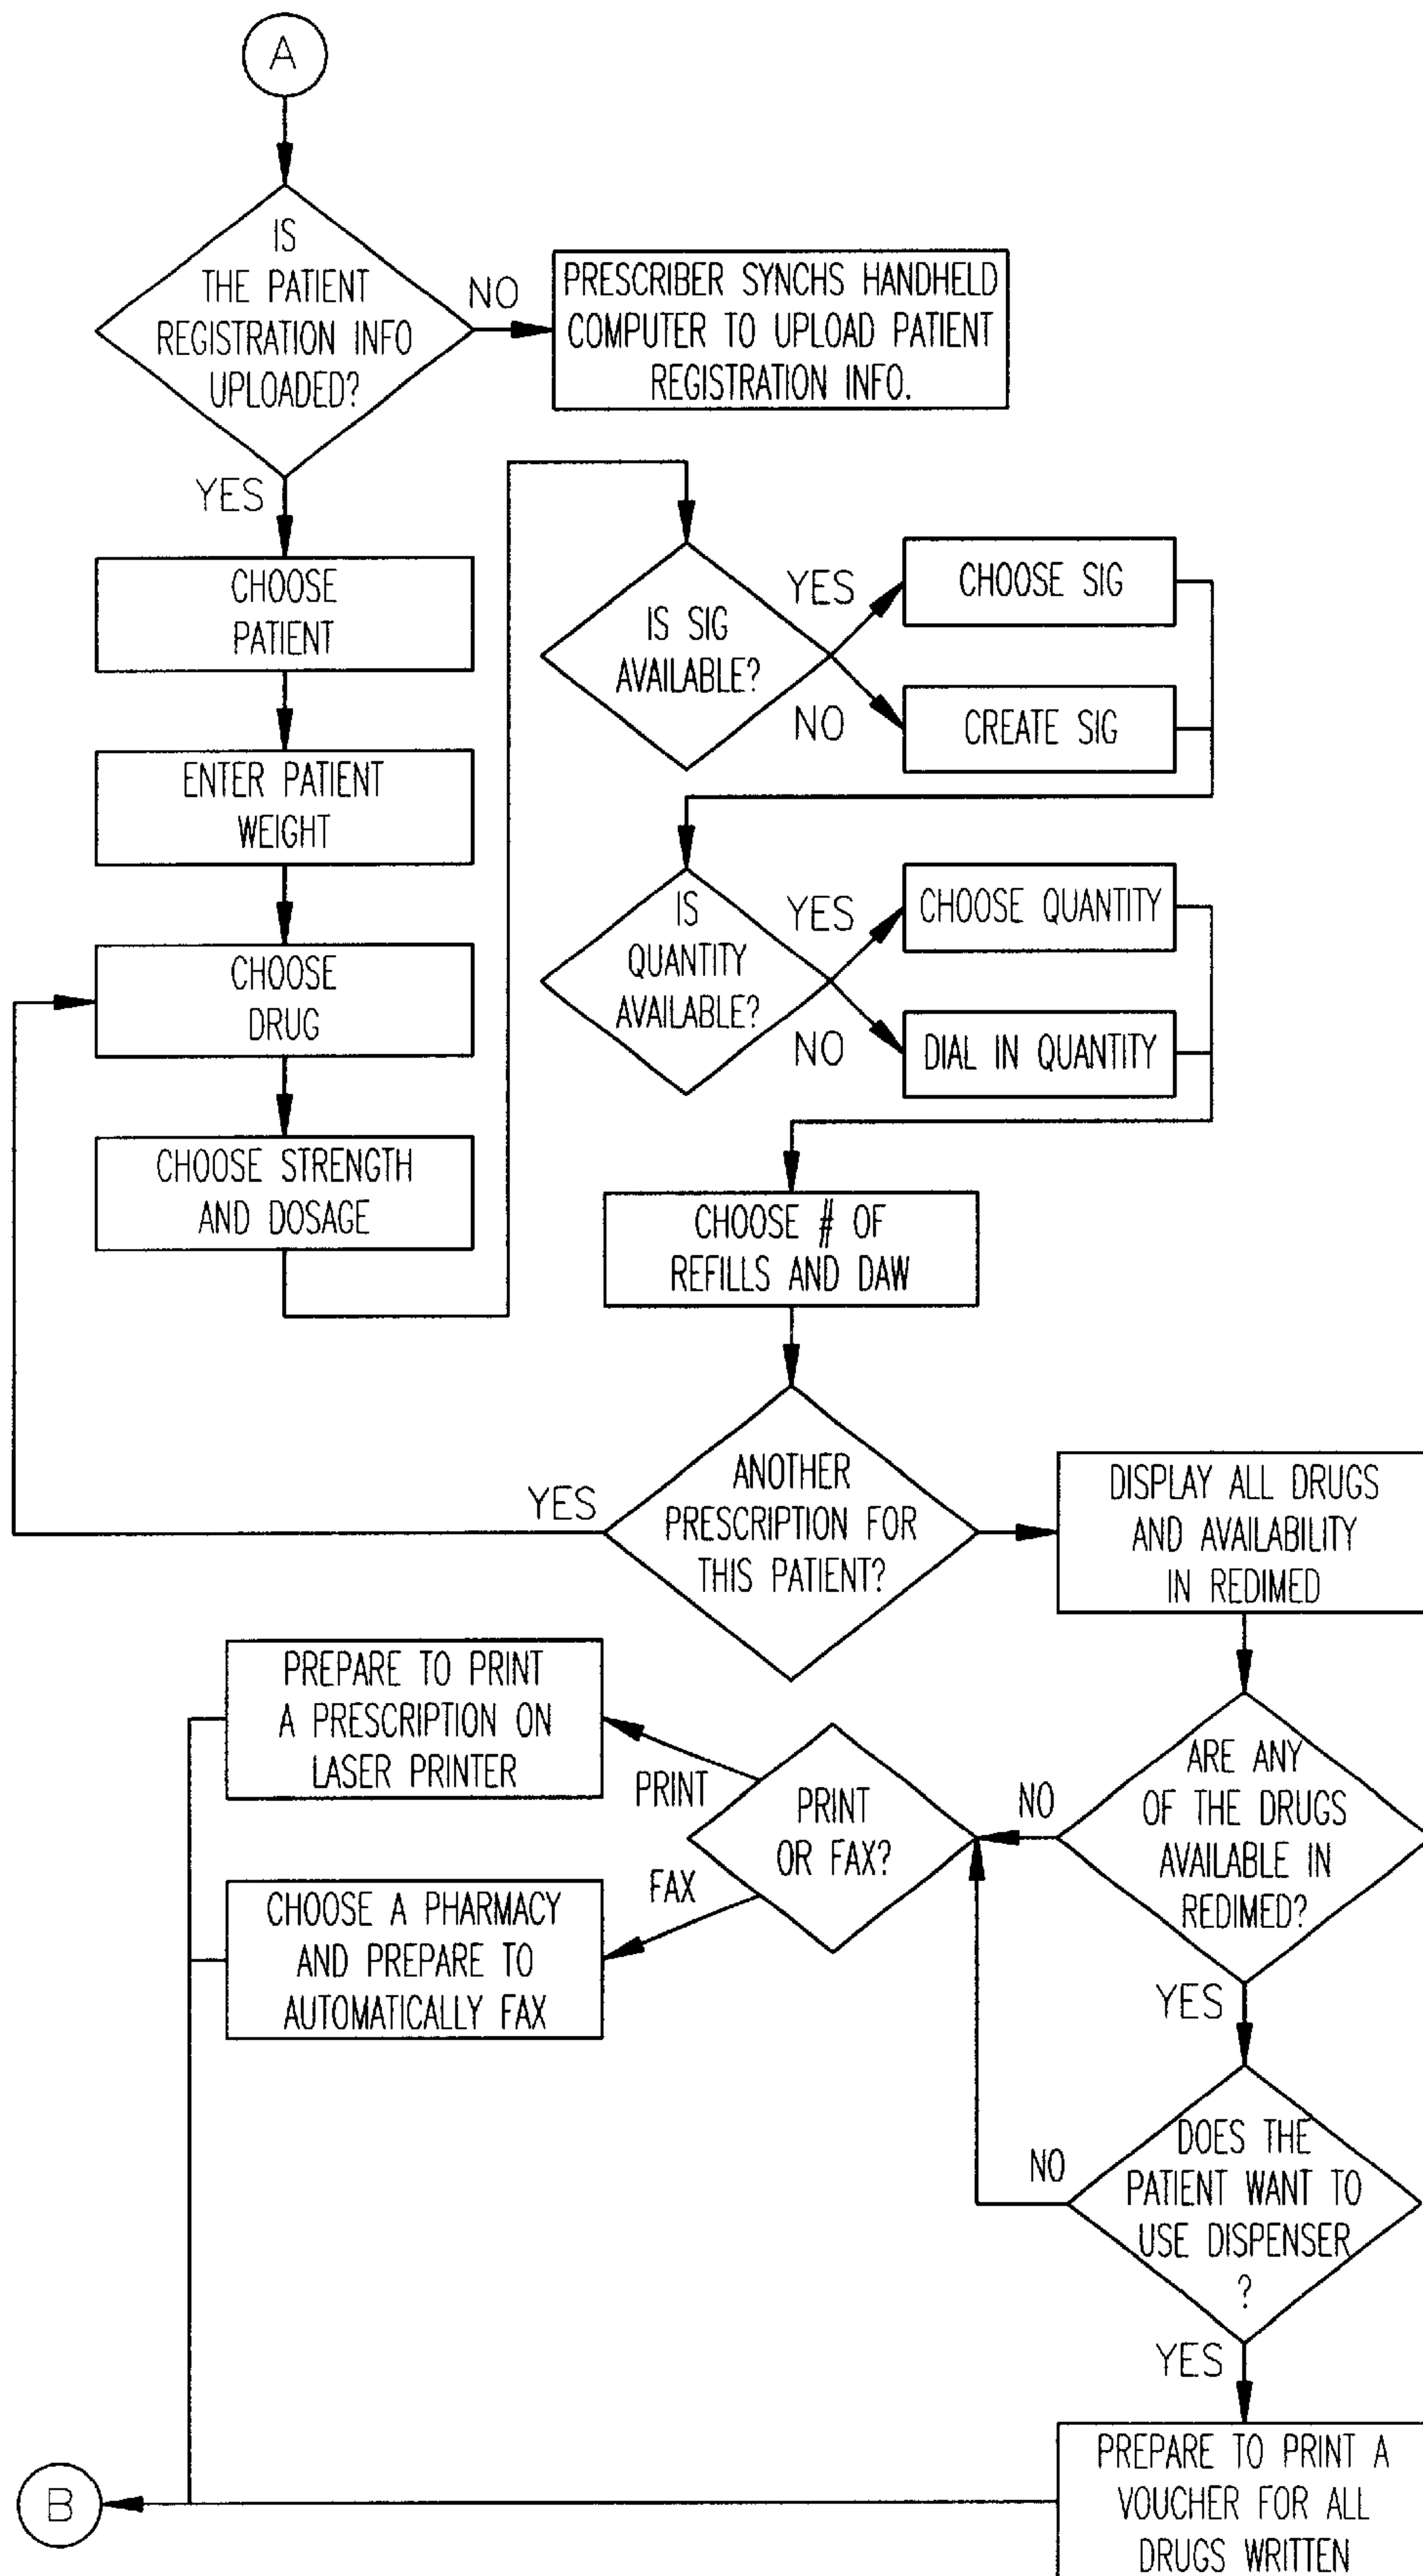 A
IS
THE PATIENT
REGISTRATION INFO
UPLOADED?
NO
PRESCRIBER SYNCHS HANDHELD
COMPUTER TO UPLOAD PATIENT
REGISTRATION INFO.
YES
CHOOSE
PATIENT
ENTER PATIENT
WEIGHT
CHOOSE
DRUG
CHOOSE STRENGTH
AND DOSAGE
IS SIG
AVAILABLE?
YES
CHOOSE SIG
NO
CREATE SIG
IS
QUANTITY
AVAILABLE?
YES
CHOOSE QUANTITY
NO
DIAL IN QUANTITY
CHOOSE # OF
REFILLS AND DAW
ANOTHER
PRESCRIPTION FOR
THIS PATIENT?
YES
DISPLAY ALL DRUGS
AND AVAILABILITY
IN REDIMED
ARE ANY
OF THE DRUGS
AVAILABLE IN
REDIMED?
NO
PRINT
OR FAX?
PRINT
PREPARE TO PRINT
A PRESCRIPTION ON
LASER PRINTER
FAX
CHOOSE A PHARMACY
AND PREPARE TO
AUTOMATICALLY FAX
YES
DOES THE
PATIENT WANT TO
USE DISPENSER
?
NO
YES
PREPARE TO PRINT A
VOUCHER FOR ALL
DRUGS WRITTEN
B